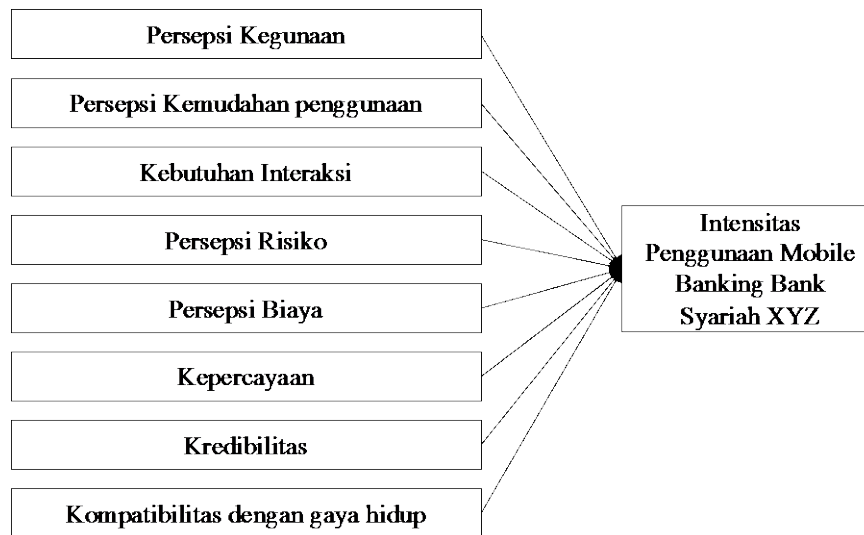 Persepsi Kegunaan
Persepsi Kemudahan penggunaan
Kebutuhan Interaksi
Persepsi Risiko
Persepsi Biaya
Kepercayaan
Kredibilitas
Kompatibilitas dengan gaya hidup
Intensitas
Penggunaan Mobile
Banking Bank
Syariah XYZ